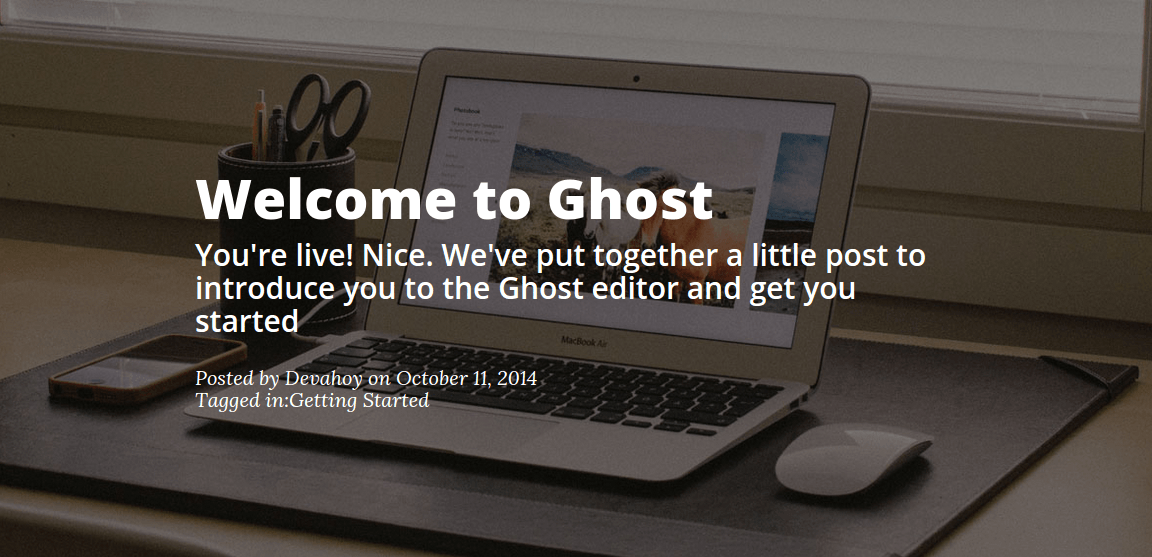 Welcome to Ghost
You're live! Nice. We've put together a little post to
introduce you to the Ghost editor and get you
started
Posted by Devahoy on October 11, 2014
Tagged in:Getting Started
MacBook Air